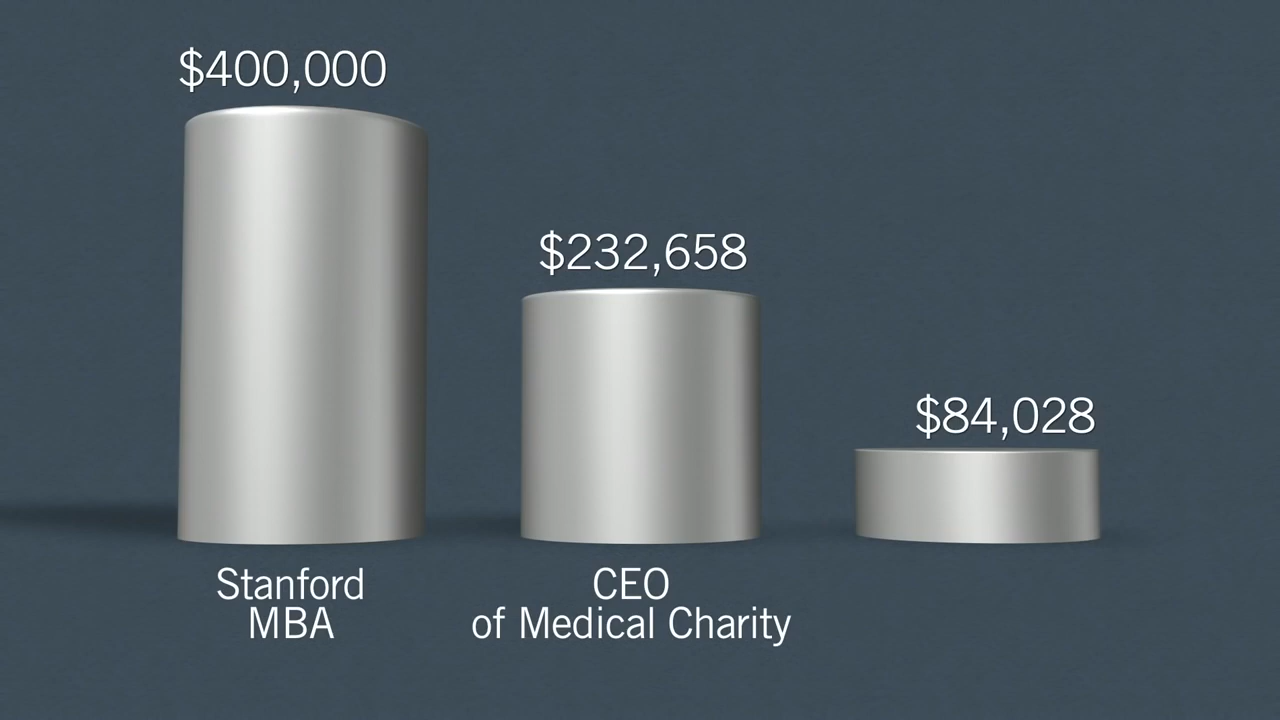 $400,000
$232,658
$84,028
Stanford
MBA
CEO
of Medical Charity